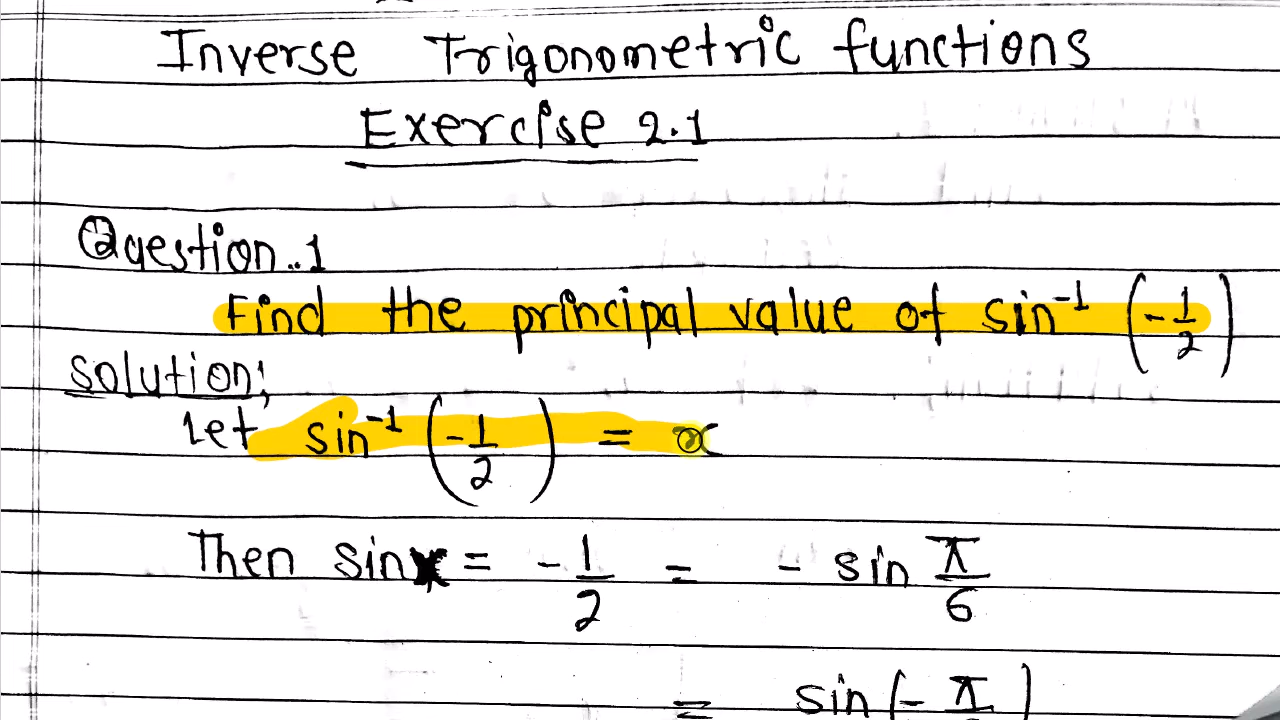 Inverse Trigonometric functions
Exercise 2.1
Question..1
Find the principal value of sin⁻¹ (-1/2)
Solution;
Let sin⁻¹ (-1/2) = x
Then sinx = -1/2 = - sin π/6
= sin (- π